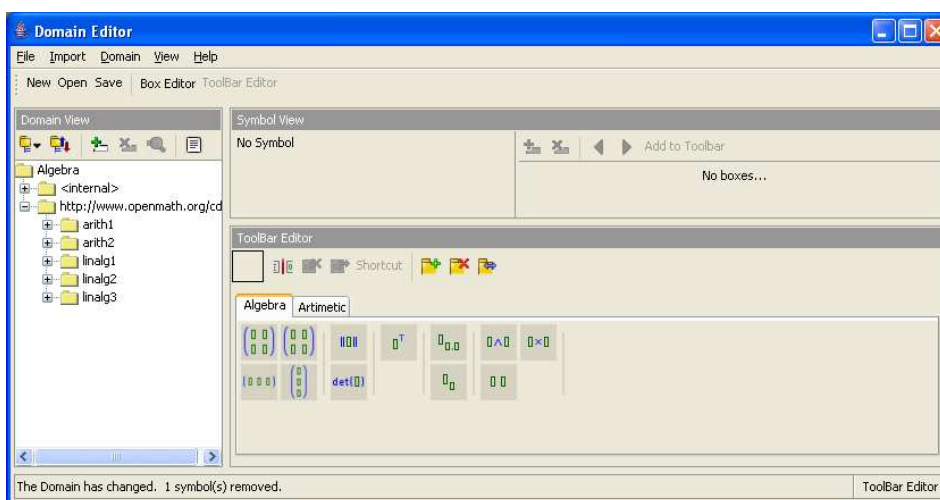 Domain Editor
File Import Domain View Help
New Open Save Box Editor ToolBar Editor
Domain View
Algebra
<internal>
http://www.openmath.org/cd
arith1
arith2
linalg1
linalg2
linalg3
Symbol View
No Symbol
Add to Toolbar
No boxes...
ToolBar Editor
Shortcut
Algebra Artimetic
det(▯)
The Domain has changed. 1 symbol(s) removed. ToolBar Editor